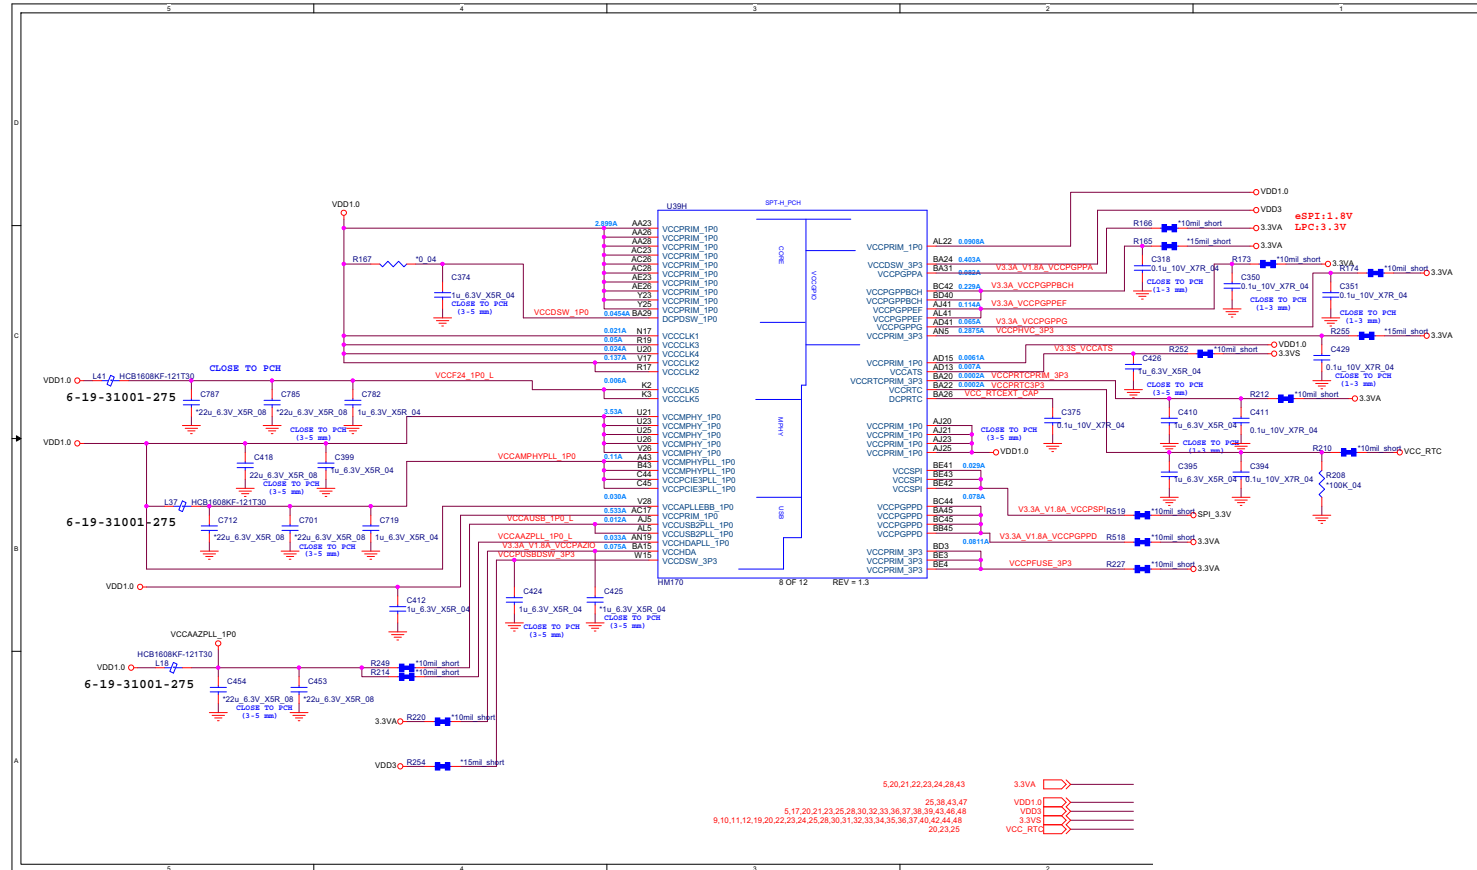 5 4 3 2 1
D
C
B
A
VDD1.0
R167 *0_04
C374
1u_6.3V_X5R_04
CLOSE TO PCH
(3-5 mm)
VCCDSW_1P0
U39H SPT-H_PCH
2.899A AA23 VCCPRIM_1P0
AA26 VCCPRIM_1P0
AA28 VCCPRIM_1P0
AC23 VCCPRIM_1P0
AC26 VCCPRIM_1P0
AC28 VCCPRIM_1P0
AE23 VCCPRIM_1P0
AE26 VCCPRIM_1P0
Y23 VCCPRIM_1P0
Y25 VCCPRIM_1P0
0.0454A BA29 DCPDSW_1P0
0.021A N17 VCCCLK1
0.05A R19 VCCCLK3
0.024A U20 VCCCLK4
0.137A V17 VCCCLK2
R17 VCCCLK2
0.006A K2 VCCCLK5
K3 VCCCLK5
3.53A U21 VCCMPHY_1P0
U23 VCCMPHY_1P0
U25 VCCMPHY_1P0
U26 VCCMPHY_1P0
V26 VCCMPHY_1P0
0.11A A43 VCCMPHYPLL_1P0
B43 VCCMPHYPLL_1P0
C44 VCCPCIE3PLL_1P0
C45 VCCPCIE3PLL_1P0
0.030A V28 VCCAPLLEBB_1P0
0.533A AC17 VCCPRIM_1P0
0.012A AJ5 VCCUSB2PLL_1P0
AL5 VCCUSB2PLL_1P0
0.033A AN19 VCCHDAPLL_1P0
0.075A BA15 VCCHDA
W15 VCCDSW_3P3
HM170 8 OF 12 REV = 1.3
CORE
VCCGPIO
MPHY
USB
VCCPRIM_1P0 AL22 0.0908A
VCCDSW_3P3 BA24 0.403A
VCCPGPPA BA31 0.082A V3.3A_V1.8A_VCCPGPPA
VCCPGPPBCH BC42 0.229A V3.3A_VCCPGPPBCH
VCCPGPPBCH BD40
VCCPGPPEF AJ41 0.114A V3.3A_VCCPGPPEF
VCCPGPPEF AL41
VCCPGPPG AD41 0.065A V3.3A_VCCPGPPG
VCCPRIM_3P3 AN5 0.2875A VCCPHVC_3P3
VCCPRIM_1P0 AD15 0.0061A
VCCATS AD13 0.007A V3.3S_VCCATS
VCCRTCPRIM_3P3 BA20 0.0002A VCCPRTCPRIM_3P3
VCCRTC BA22 0.0002A VCCPRTC3P3
DCPRTC BA26 VCC_RTCEXT_CAP
VCCPRIM_1P0 AJ20
VCCPRIM_1P0 AJ21
VCCPRIM_1P0 AJ23
VCCPRIM_1P0 AJ25
VCCSPI BE41 0.029A
VCCSPI BE43
VCCSPI BE42
VCCPGPPD BC44 0.078A
VCCPGPPD BA45
VCCPGPPD BC45
VCCPGPPD BB45
VCCPRIM_3P3 BD3 0.0811A
VCCPRIM_3P3 BE3
VCCPRIM_3P3 BE4
VDD1.0
VDD3
eSPI:1.8V
LPC:3.3V
R166 *10mil_short 3.3VA
R165 *15mil_short 3.3VA
C318
0.1u_10V_X7R_04
CLOSE TO PCH
(1-3 mm)
R173 *10mil_short 3.3VA
C350
0.1u_10V_X7R_04
R174 *10mil_short 3.3VA
C351
0.1u_10V_X7R_04
CLOSE TO PCH
(1-3 mm)
R255 *15mil_short 3.3VA
C429
0.1u_10V_X7R_04
CLOSE TO PCH
(1-3 mm)
VDD1.0
R252 *10mil_short 3.3VS
C426
1u_6.3V_X5R_04
CLOSE TO PCH
(3-5 mm)
R212 *10mil_short 3.3VA
C375
0.1u_10V_X7R_04
CLOSE TO PCH
(3-5 mm)
C410
1u_6.3V_X5R_04
C411
0.1u_10V_X7R_04
CLOSE TO PCH
(1-3 mm)
VDD1.0
R210 *10mil_short VCC_RTC
C395
1u_6.3V_X5R_04
C394
0.1u_10V_X7R_04
R208
*100K_04
V3.3A_V1.8A_VCCPSPI R519 *10mil_short SPI_3.3V
V3.3A_V1.8A_VCCPGPPD R518 *10mil_short 3.3VA
VCCPFUSE_3P3 R227 *10mil_short 3.3VA
CLOSE TO PCH
VDD1.0 L41 HCB1608KF-121T30 VCCF24_1P0_L
6-19-31001-275
C787
*22u_6.3V_X5R_08
C785
*22u_6.3V_X5R_08
C782
1u_6.3V_X5R_04
CLOSE TO PCH
(3-5 mm)
VDD1.0
C418
22u_6.3V_X5R_08
C399
1u_6.3V_X5R_04
CLOSE TO PCH
(3-5 mm)
VCCAMPHYPLL_1P0
L37 HCB1608KF-121T30
6-19-31001-275
C712
*22u_6.3V_X5R_08
C701
*22u_6.3V_X5R_08
C719
1u_6.3V_X5R_04
CLOSE TO PCH
(3-5 mm)
VCCAUSB_1P0_L
VCCAAZPLL_1P0_L
V3.3A_V1.8A_VCCPAZIO
VCCPUSBDSW_3P3
VDD1.0
C412
1u_6.3V_X5R_04
C424
1u_6.3V_X5R_04
CLOSE TO PCH
(3-5 mm)
C425
*1u_6.3V_X5R_04
CLOSE TO PCH
(3-5 mm)
VCCAAZPLL_1P0
HCB1608KF-121T30
VDD1.0 L18
6-19-31001-275
C454
*22u_6.3V_X5R_08
C453
*22u_6.3V_X5R_08
CLOSE TO PCH
(3-5 mm)
R249 *10mil_short
R214 *10mil_short
3.3VA R220 *10mil_short
VDD3 R254 *15mil_short
5,20,21,22,23,24,28,43 3.3VA
25,38,43,47 VDD1.0
5,17,20,21,23,25,28,30,32,33,36,37,38,39,43,46,48 VDD3
9,10,11,12,19,20,22,23,24,25,28,30,31,32,33,34,35,36,37,40,42,44,48 3.3VS
20,23,25 VCC_RTC
5 4 3 2 1